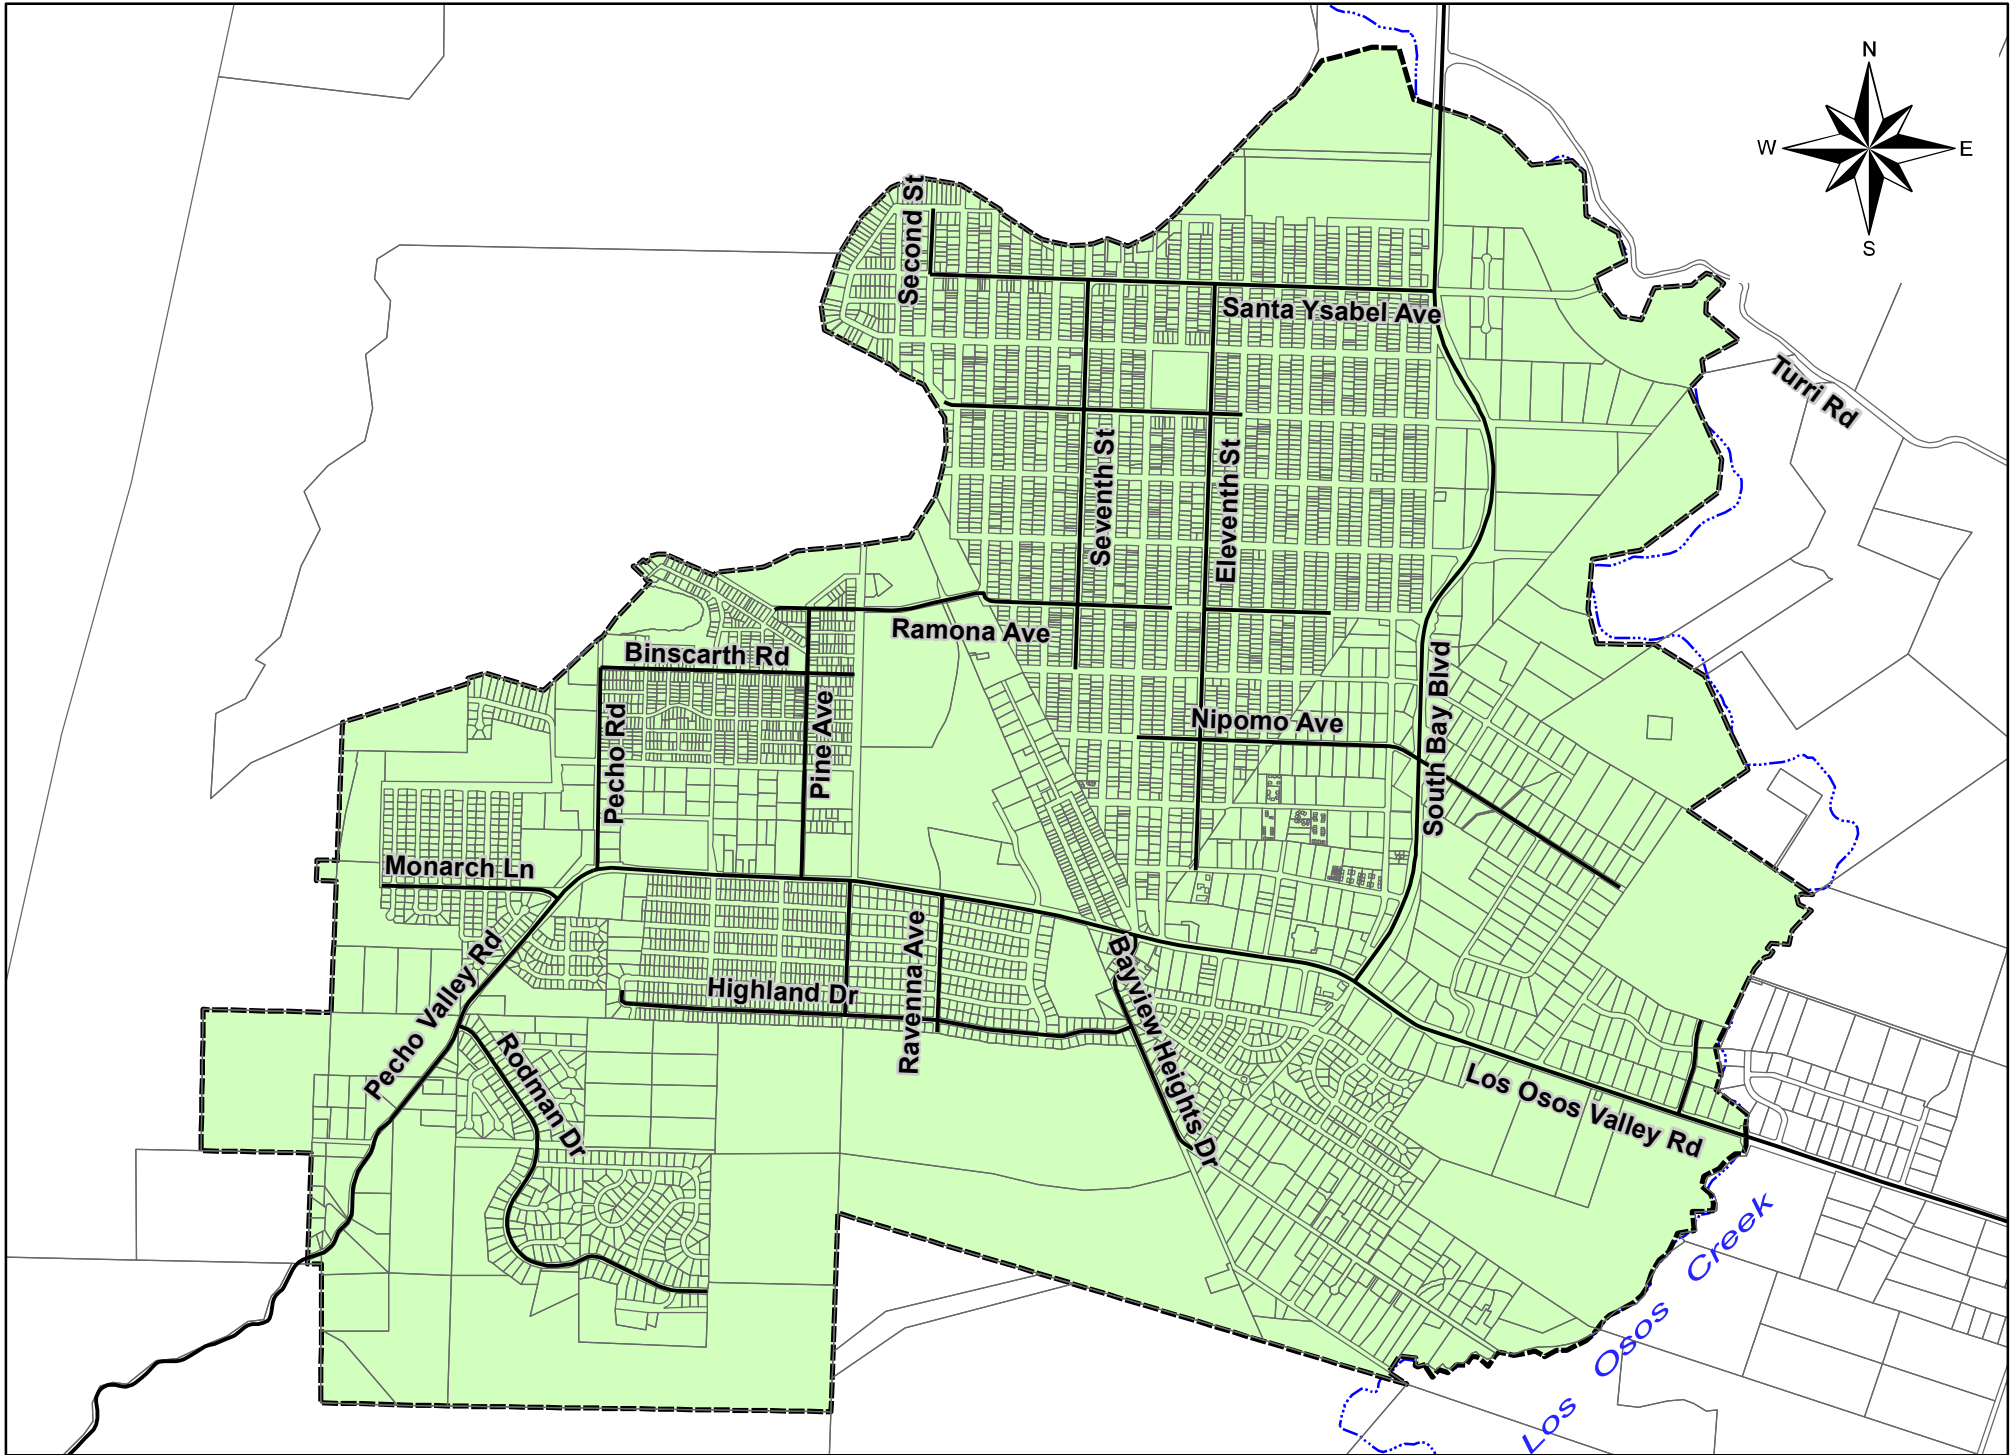 N
W
E
S
Second St
Santa Ysabel Ave
Turri Rd
Seventh St
Eleventh St
Ramona Ave
Binscarth Rd
Pecho Rd
Pine Ave
Nipomo Ave
South Bay Blvd
Monarch Ln
Pecho Valley Rd
Highland Dr
Ravenna Ave
Bayview Heights Dr
Rodman Dr
Los Osos Valley Rd
Los Osos Creek